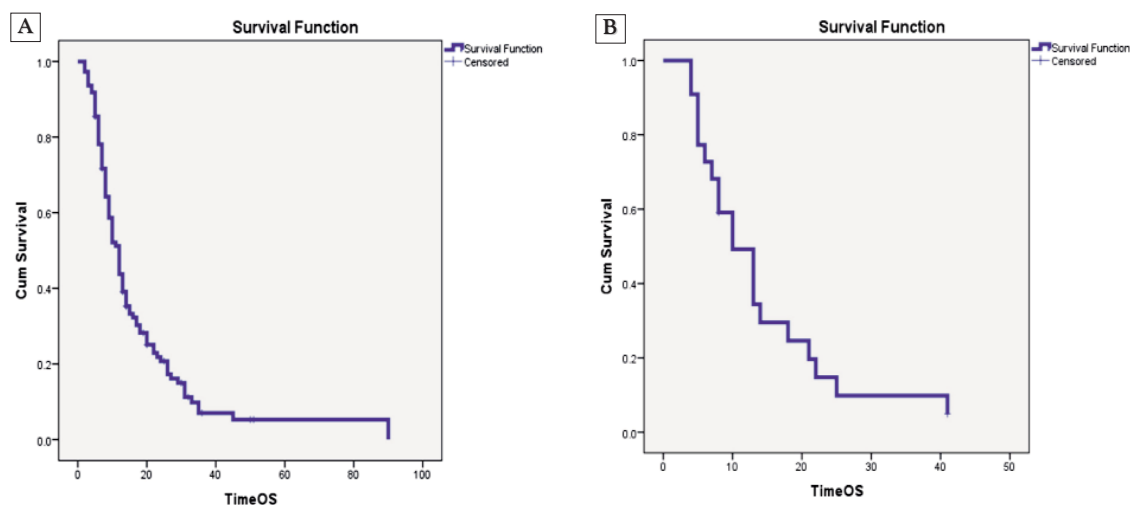 A
Survival Function
Survival Function
Censored
1.0
0.8
0.6
0.4
0.2
0.0
Cum Survival
0 20 40 60 80 100
TimeOS
B
Survival Function
Survival Function
Censored
1.0
0.8
0.6
0.4
0.2
0.0
Cum Survival
0 10 20 30 40 50
TimeOS